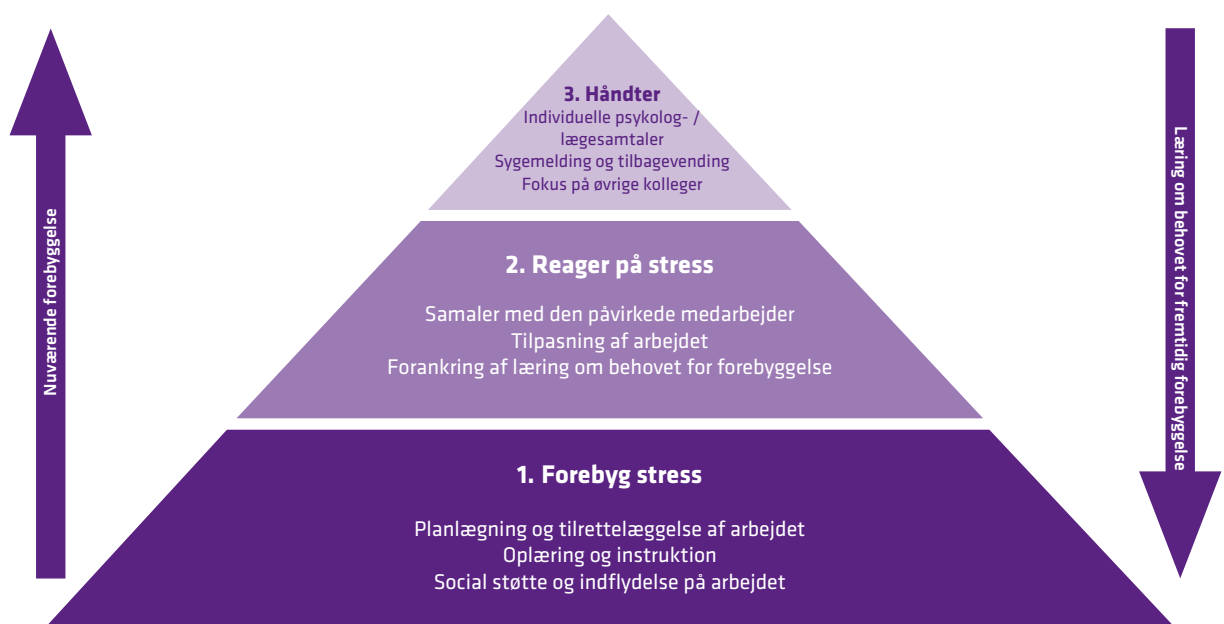 3. Håndter
Individuelle psykolog- /
lægesamtaler
Sygemelding og tilbagevending
Fokus på øvrige kolleger
2. Reager på stress
Samaler med den påvirkede medarbejder
Tilpasning af arbejdet
Forankring af læring om behovet for forebyggelse
1. Forebyg stress
Planlægning og tilrettelæggelse af arbejdet
Oplæring og instruktion
Social støtte og indflydelse på arbejdet
Nuværende forebyggelse
Læring om behovet for fremtidig forebyggelse